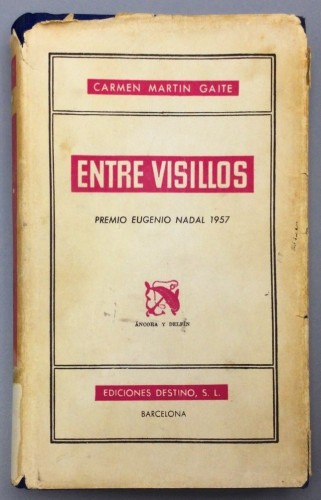 CARMEN MARTIN GAITE
ENTRE VISILLOS
PREMIO EUGENIO NADAL 1957
ÁNCORA Y DELFÍN
EDICIONES DESTINO, S. L.
BARCELONA